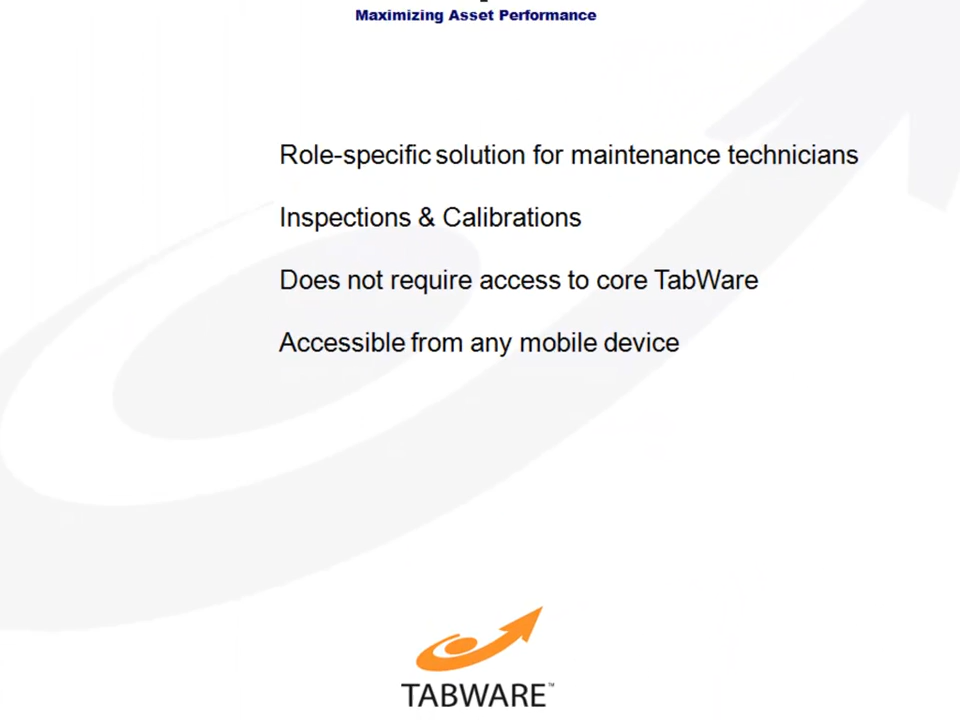 Maximizing Asset Performance
Role-specific solution for maintenance technicians
Inspections & Calibrations
Does not require access to core TabWare
Accessible from any mobile device
TABWARE™